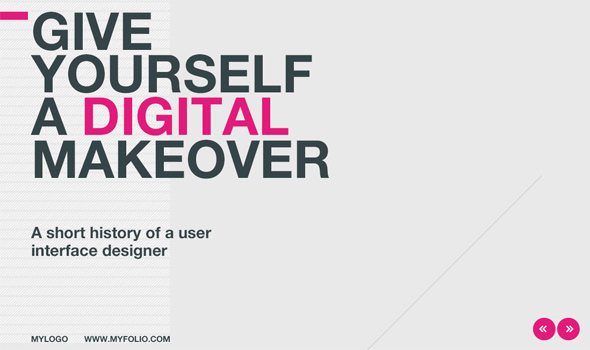 GIVE
YOURSELF
A DIGITAL
MAKEOVER
A short history of a user
interface designer
MYLOGO WWW.MYFOLIO.COM
« »